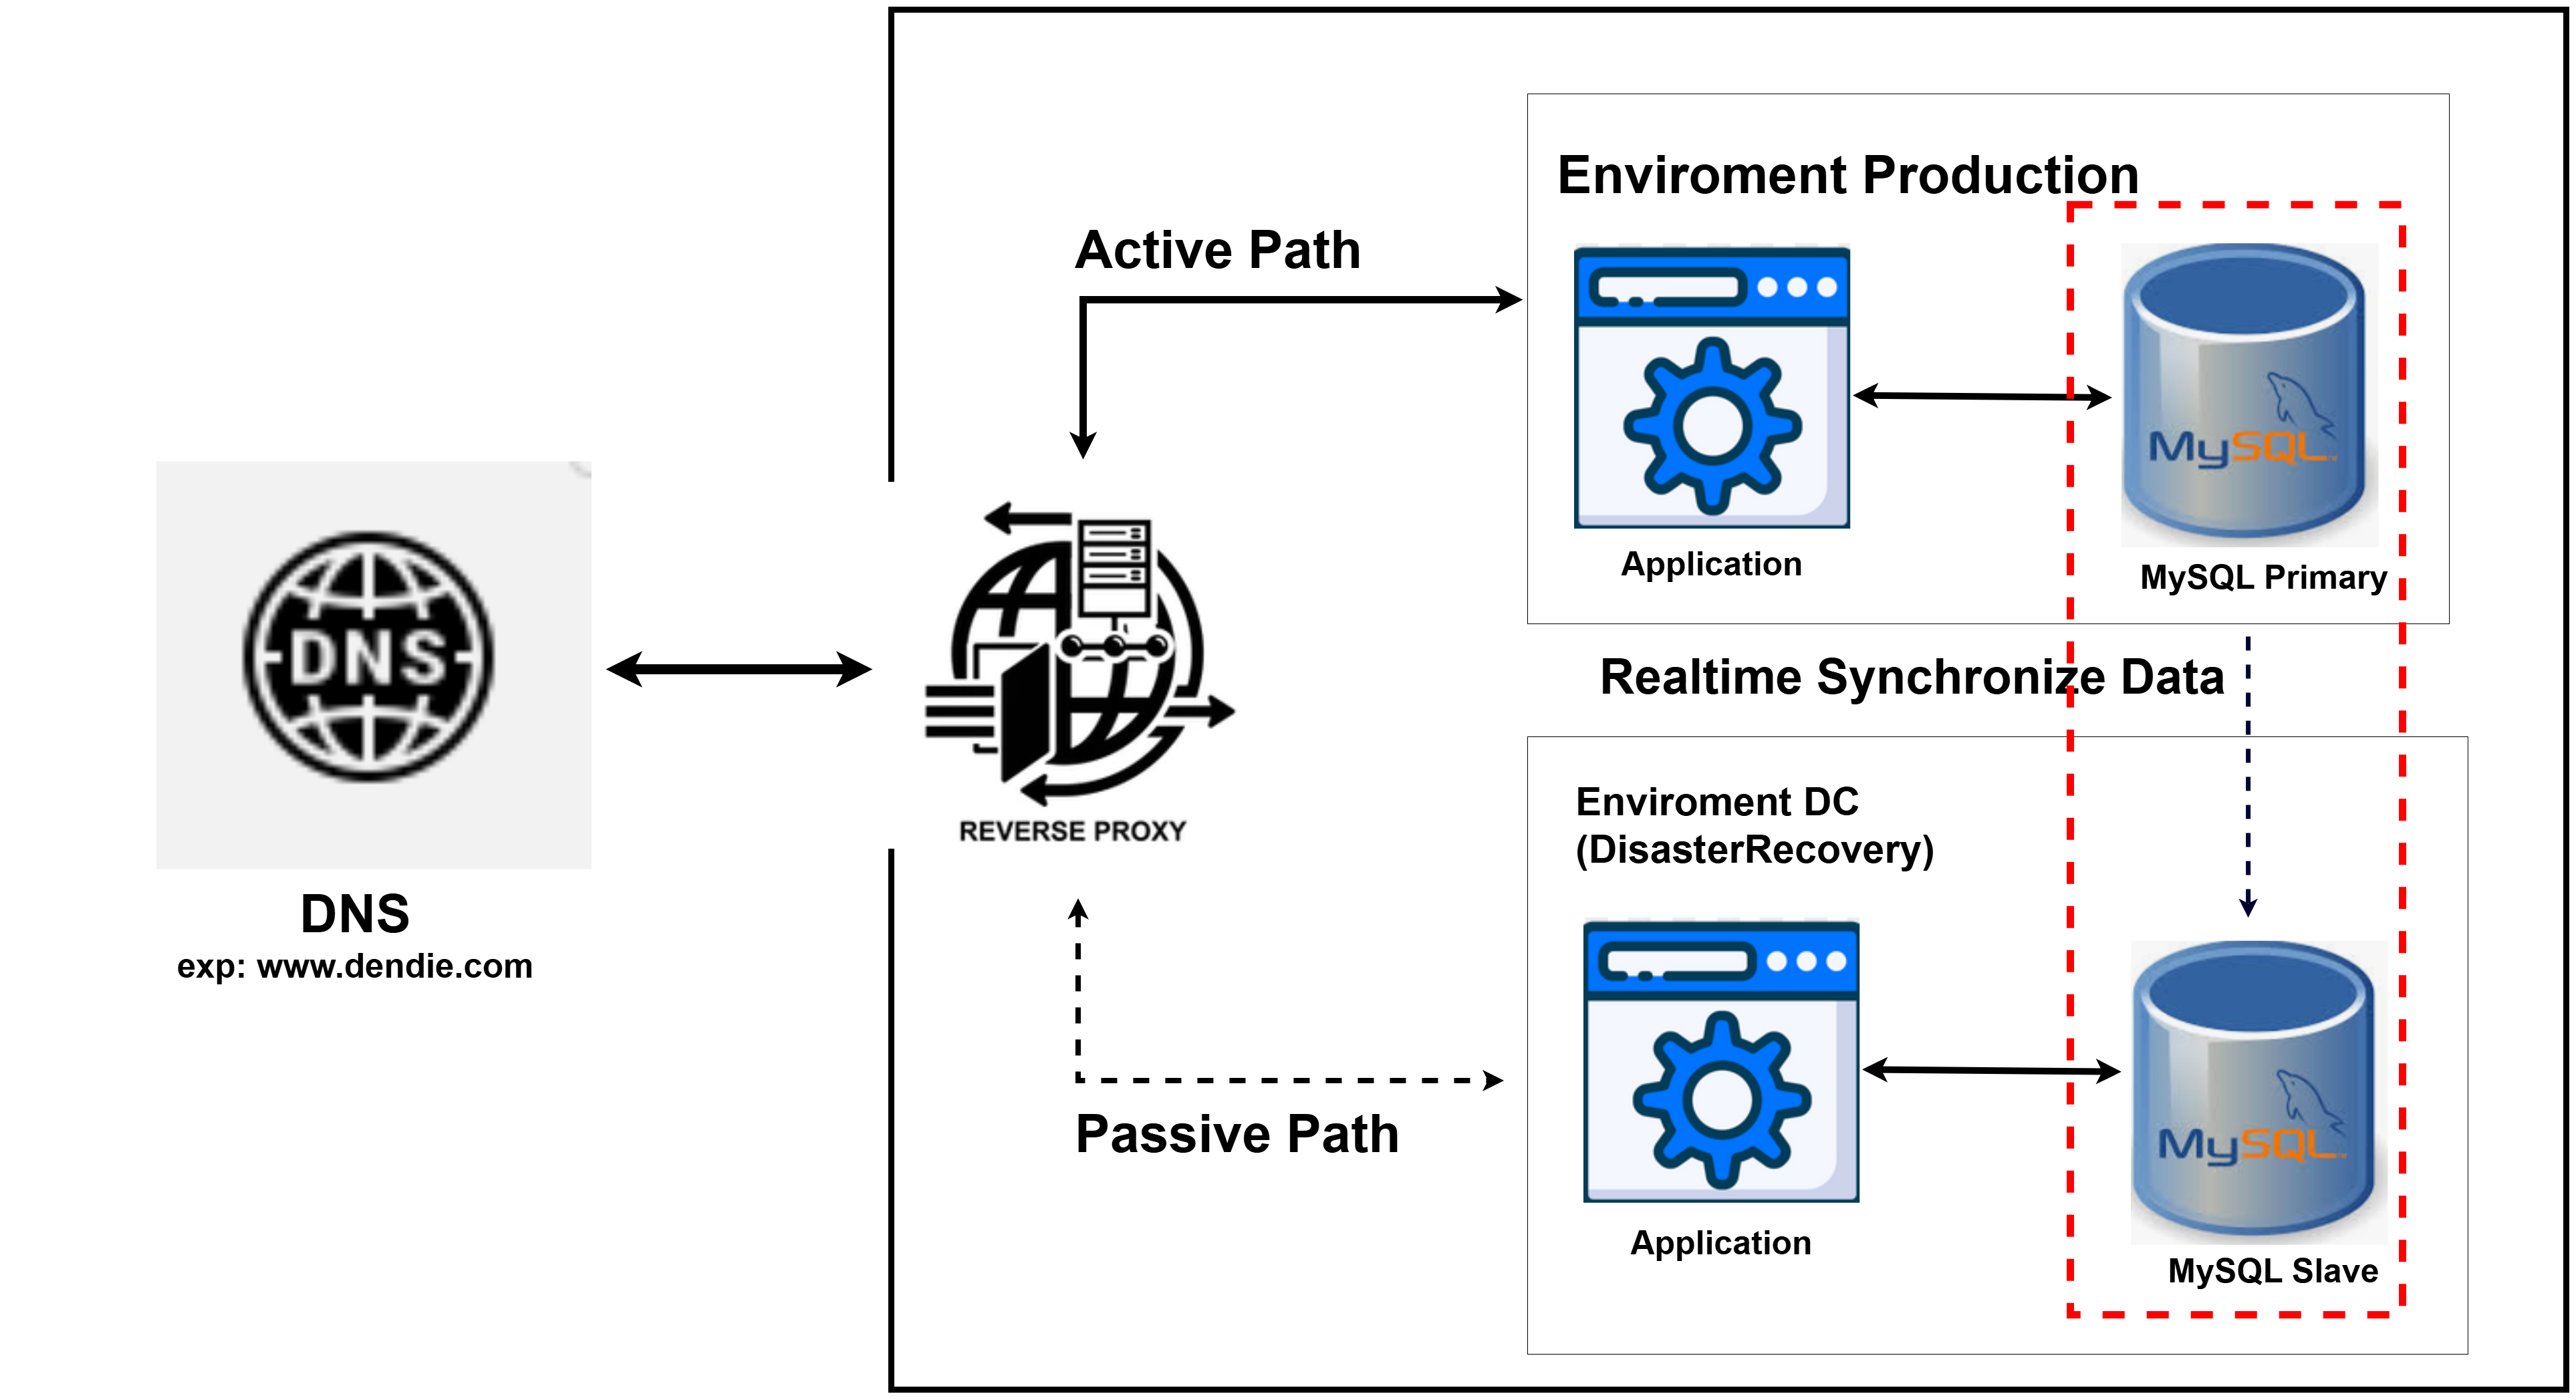 Enviroment Production
Active Path
MySQL
Application
MySQL Primary
DNS
Realtime Synchronize Data
REVERSE PROXY
Enviroment DC
(DisasterRecovery)
DNS
exp: www.dendie.com
Passive Path
MySQL
Application
MySQL Slave